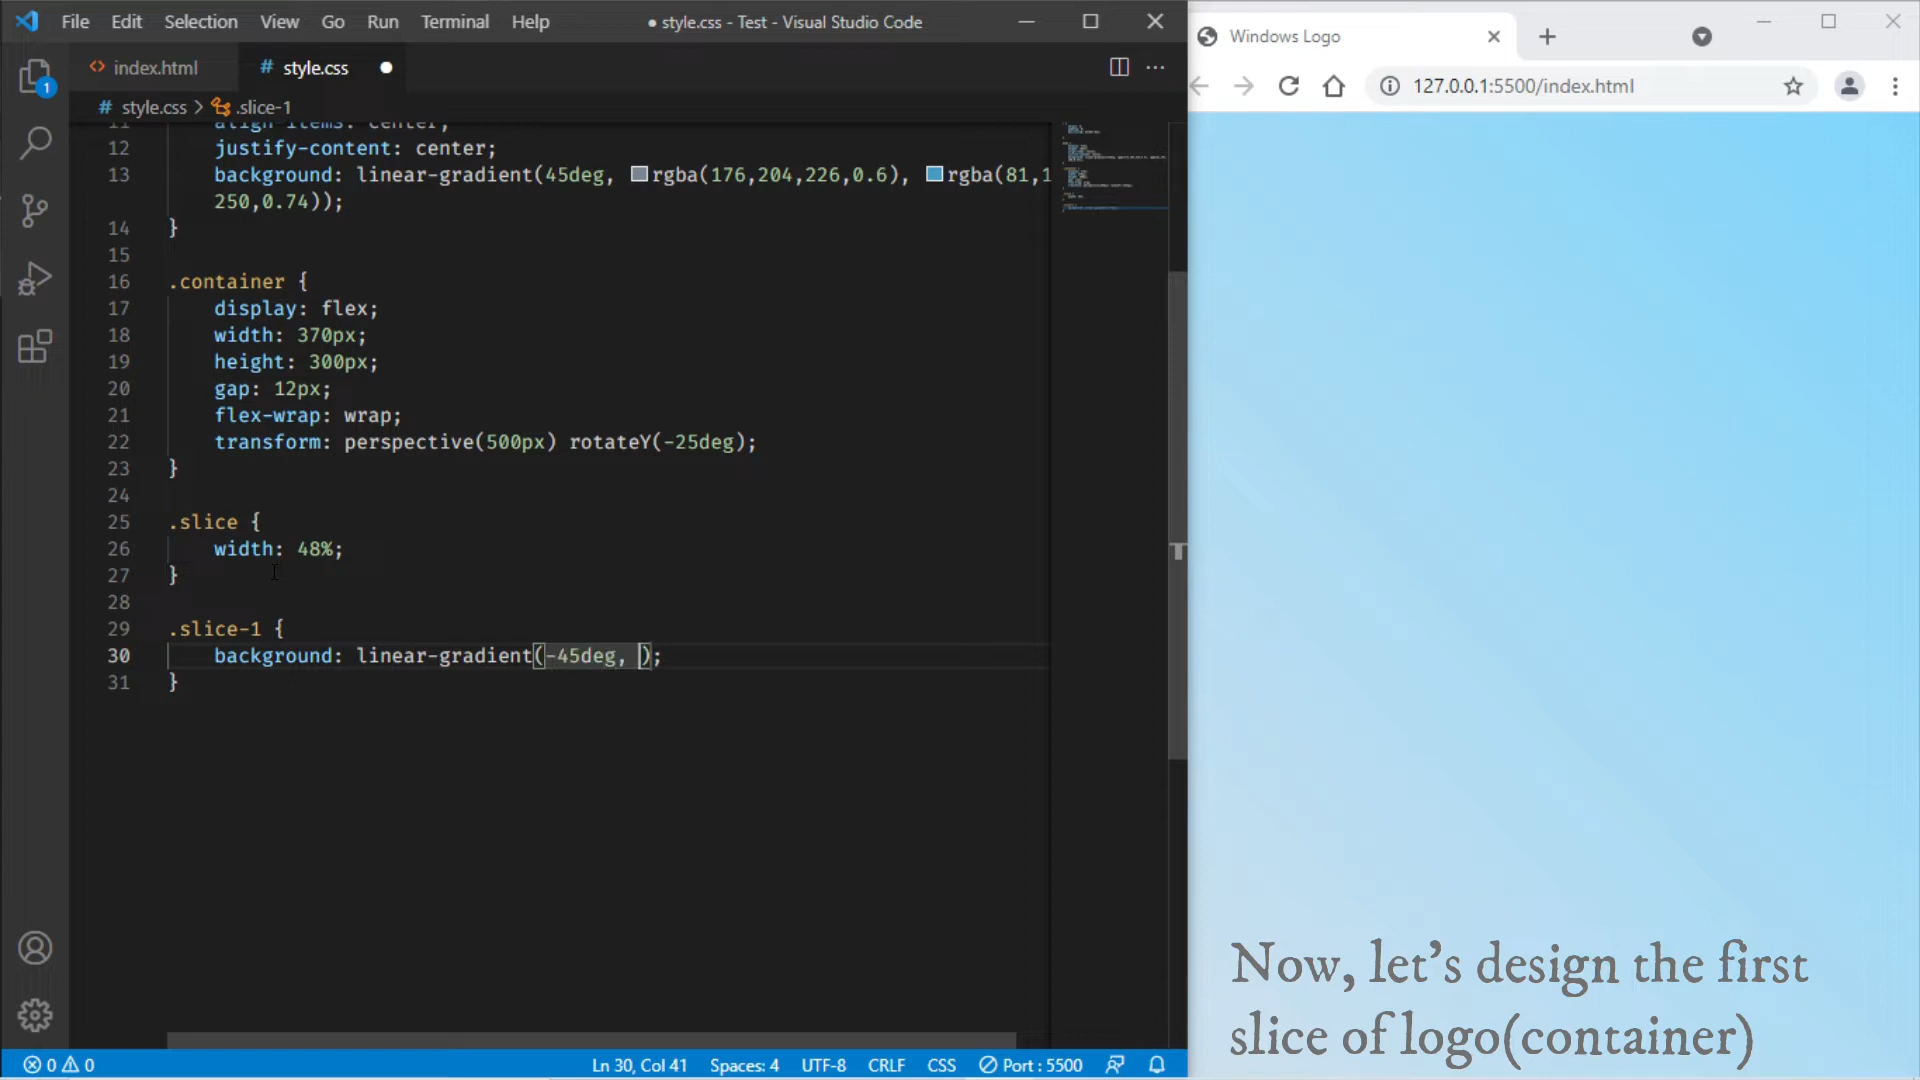 File Edit Selection View Go Run Terminal Help ● style.css - Test - Visual Studio Code
index.html
# style.css ●
# style.css > .slice-1
11 align-items: center;
12 justify-content: center;
13 background: linear-gradient(45deg, rgba(176,204,226,0.6), rgba(81,1
250,0.74));
14 }
15
16 .container {
17 display: flex;
18 width: 370px;
19 height: 300px;
20 gap: 12px;
21 flex-wrap: wrap;
22 transform: perspective(500px) rotateY(-25deg);
23 }
24
25 .slice {
26 width: 48%;
27 }
28
29 .slice-1 {
30 background: linear-gradient(-45deg, );
31 }
1
0 0
Ln 30, Col 41 Spaces: 4 UTF-8 CRLF CSS Port : 5500
Windows Logo
127.0.0.1:5500/index.html
Now, let's design the first
slice of logo(container)